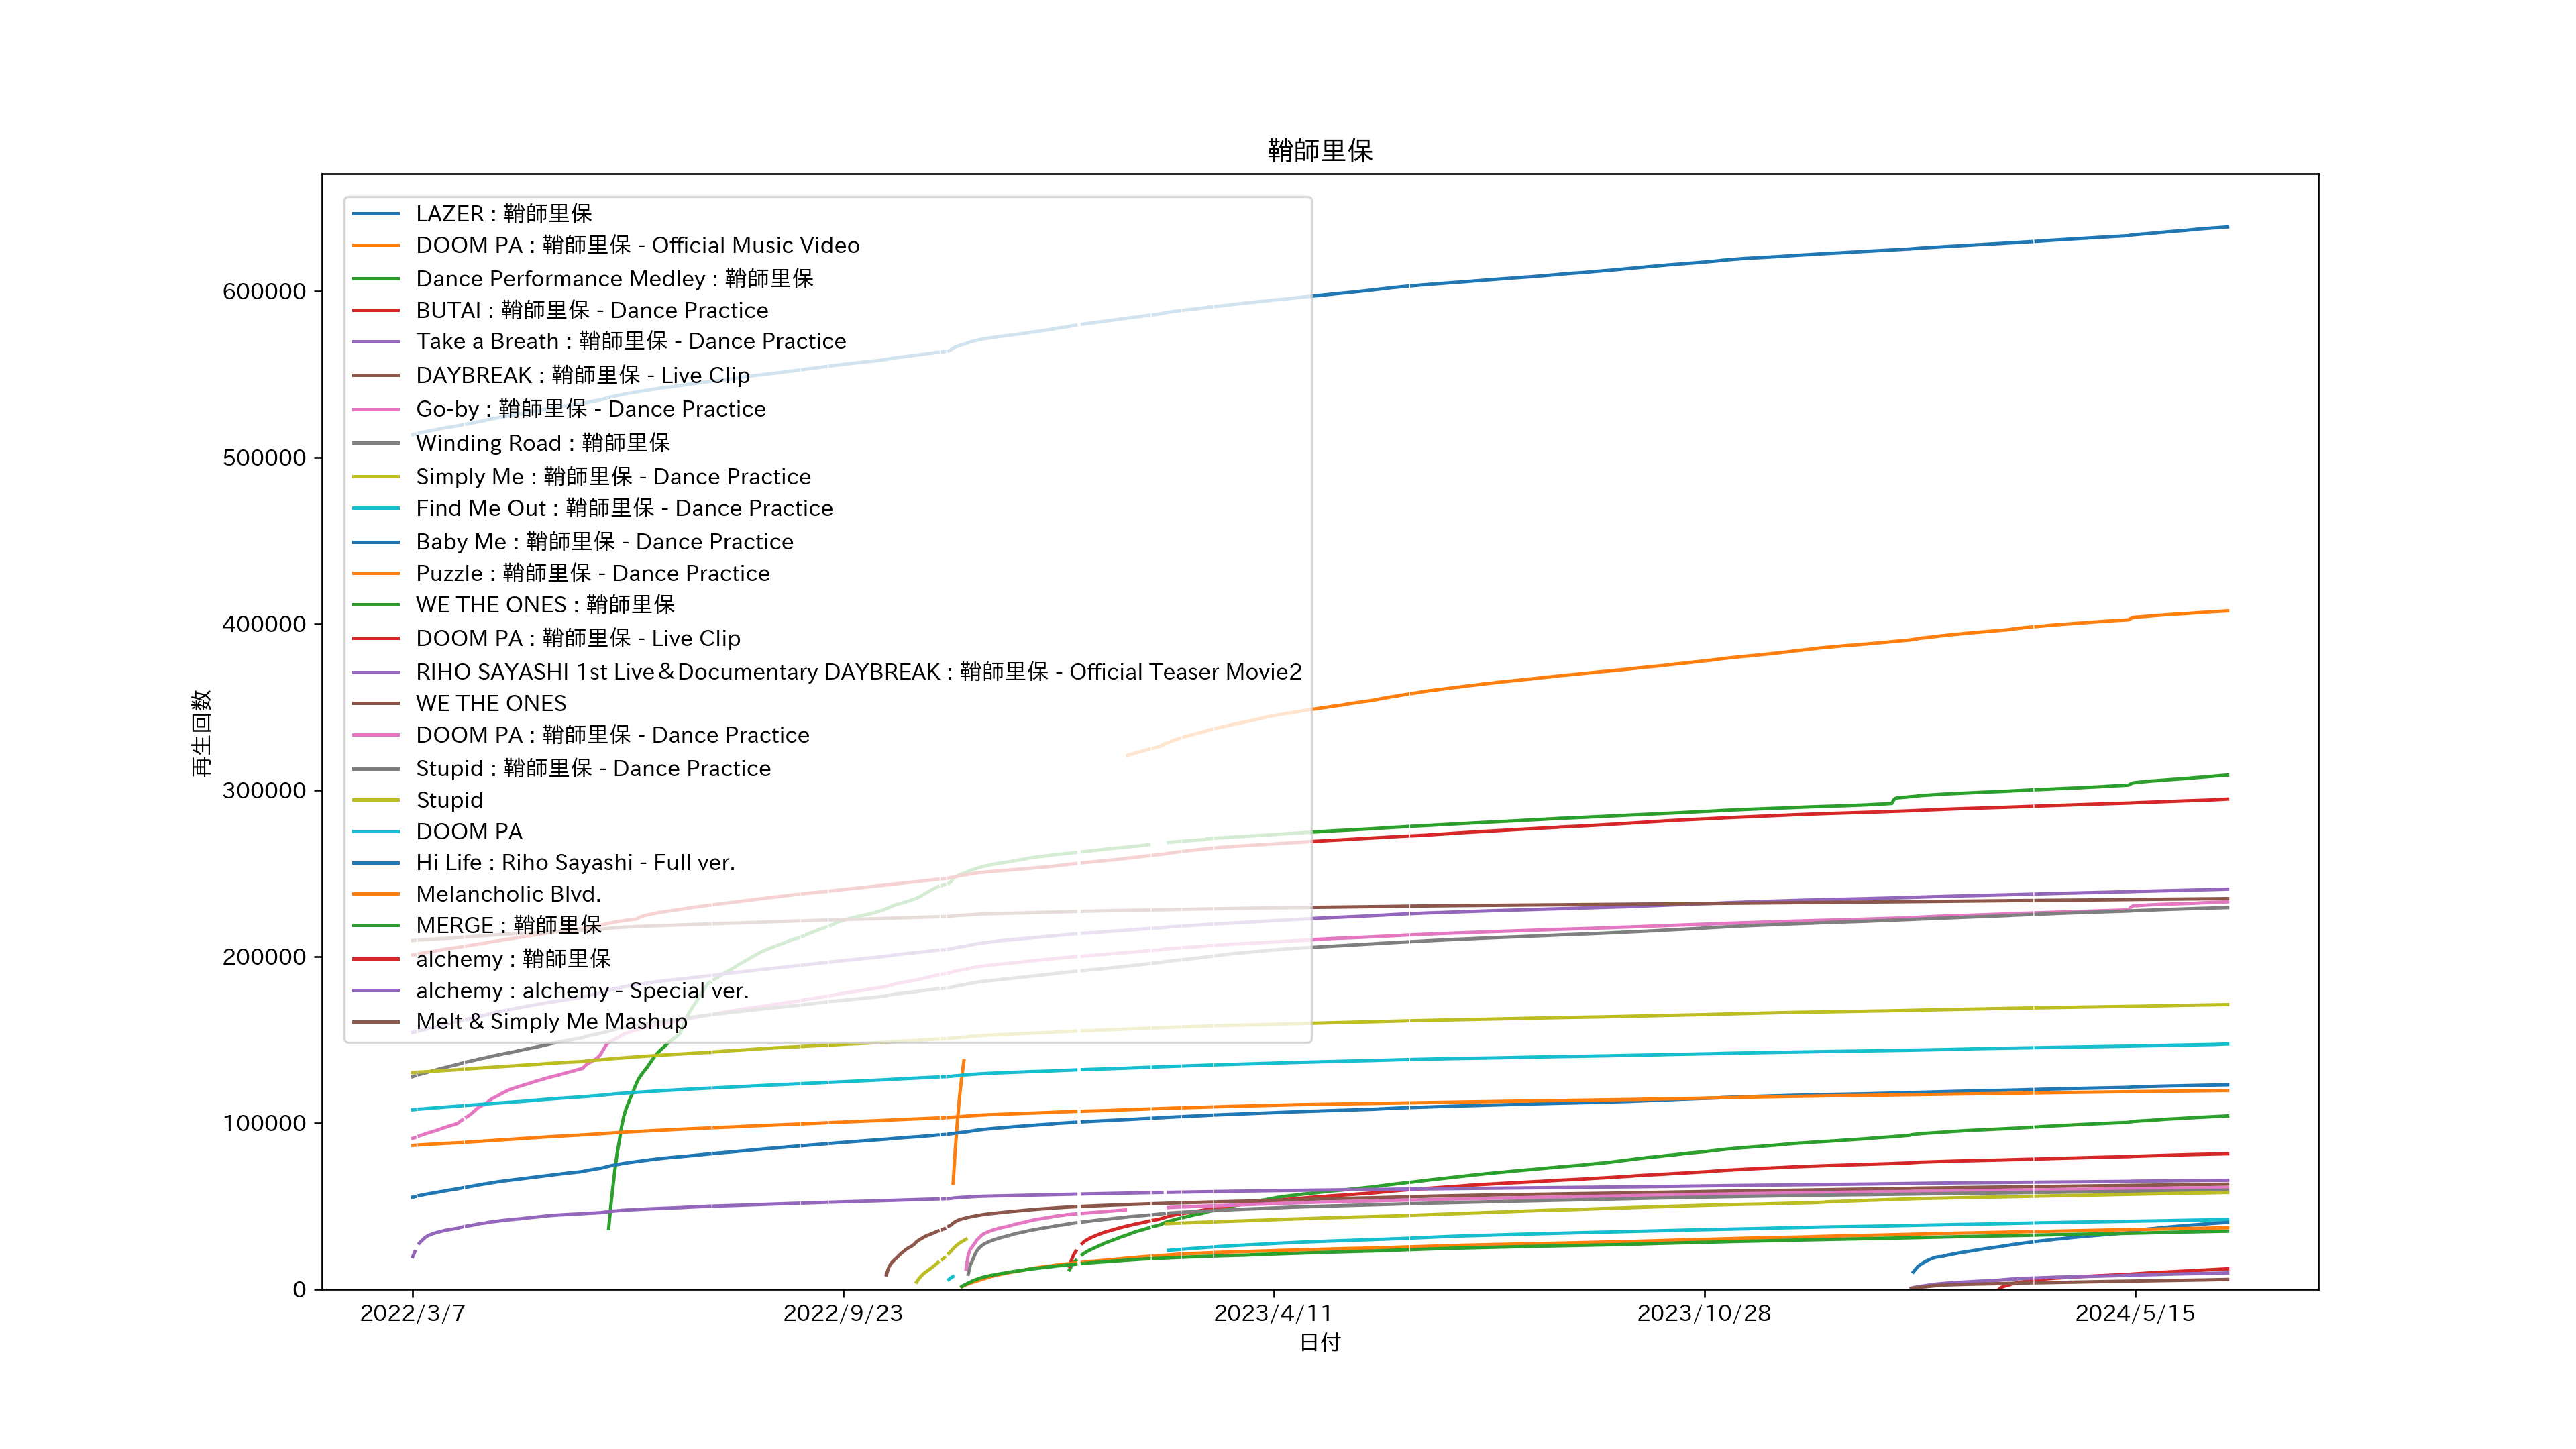 鞘師里保
LAZER : 鞘師里保
DOOM PA : 鞘師里保 - Official Music Video
Dance Performance Medley : 鞘師里保
BUTAI : 鞘師里保 - Dance Practice
Take a Breath : 鞘師里保 - Dance Practice
DAYBREAK : 鞘師里保 - Live Clip
Go-by : 鞘師里保 - Dance Practice
Winding Road : 鞘師里保
Simply Me : 鞘師里保 - Dance Practice
Find Me Out : 鞘師里保 - Dance Practice
Baby Me : 鞘師里保 - Dance Practice
Puzzle : 鞘師里保 - Dance Practice
WE THE ONES : 鞘師里保
DOOM PA : 鞘師里保 - Live Clip
RIHO SAYASHI 1st Live＆Documentary DAYBREAK : 鞘師里保 - Official Teaser Movie2
WE THE ONES
DOOM PA : 鞘師里保 - Dance Practice
Stupid : 鞘師里保 - Dance Practice
Stupid
DOOM PA
Hi Life : Riho Sayashi - Full ver.
Melancholic Blvd.
MERGE : 鞘師里保
alchemy : 鞘師里保
alchemy : alchemy - Special ver.
Melt & Simply Me Mashup
600000
500000
400000
300000
200000
100000
0
再生回数
2022/3/7
2022/9/23
2023/4/11
2023/10/28
2024/5/15
日付